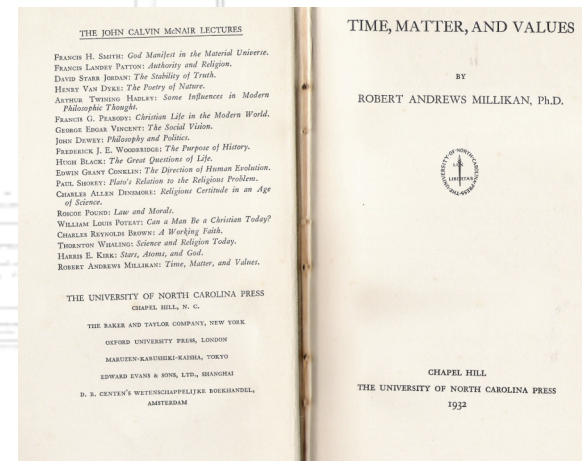 THE JOHN CALVIN McNAIR LECTURES
FRANCIS H. SMITH: God Manifest in the Material Universe.
FRANCIS LANDEY PATTON: Authority and Religion.
DAVID STARR JORDAN: The Stability of Truth.
HENRY VAN DYKE: The Poetry of Nature.
ARTHUR TWINING HADLEY: Some Influences in Modern
Philosophic Thought.
FRANCIS G. PEABODY: Christian Life in the Modern World.
GEORGE EDGAR VINCENT: The Social Vision.
JOHN DEWEY: Philosophy and Politics.
FREDERICK J. E. WOODBRIDGE: The Purpose of History.
HUGH BLACK: The Great Questions of Life.
EDWIN GRANT CONKLIN: The Direction of Human Evolution.
PAUL SHOREY: Plato's Relation to the Religious Problem.
CHARLES ALLEN DINSMORE: Religious Certitude in an Age
of Science.
ROSCOE POUND: Law and Morals.
WILLIAM LOUIS POTEAT: Can a Man Be a Christian Today?
CHARLES REYNOLDS BROWN: A Working Faith.
THORNTON WHALING: Science and Religion Today.
HARRIS E. KIRK: Stars, Atoms, and God.
ROBERT ANDREWS MILLIKAN: Time, Matter, and Values.
THE UNIVERSITY OF NORTH CAROLINA PRESS
CHAPEL HILL, N. C.
THE BAKER AND TAYLOR COMPANY, NEW YORK
OXFORD UNIVERSITY PRESS, LONDON
MARUZEN-KABUSHIKI-KAISHA, TOKYO
EDWARD EVANS & SONS, LTD., SHANGHAI
D. B. CENTEN'S WETENSCHAPPELIJKE BOEKHANDEL,
AMSTERDAM
TIME, MATTER, AND VALUES
BY
ROBERT ANDREWS MILLIKAN, PH.D.
THE UNIVERSITY OF NORTH CAROLINA PRESS
LUX
LIBERTAS
CHAPEL HILL
THE UNIVERSITY OF NORTH CAROLINA PRESS
1932